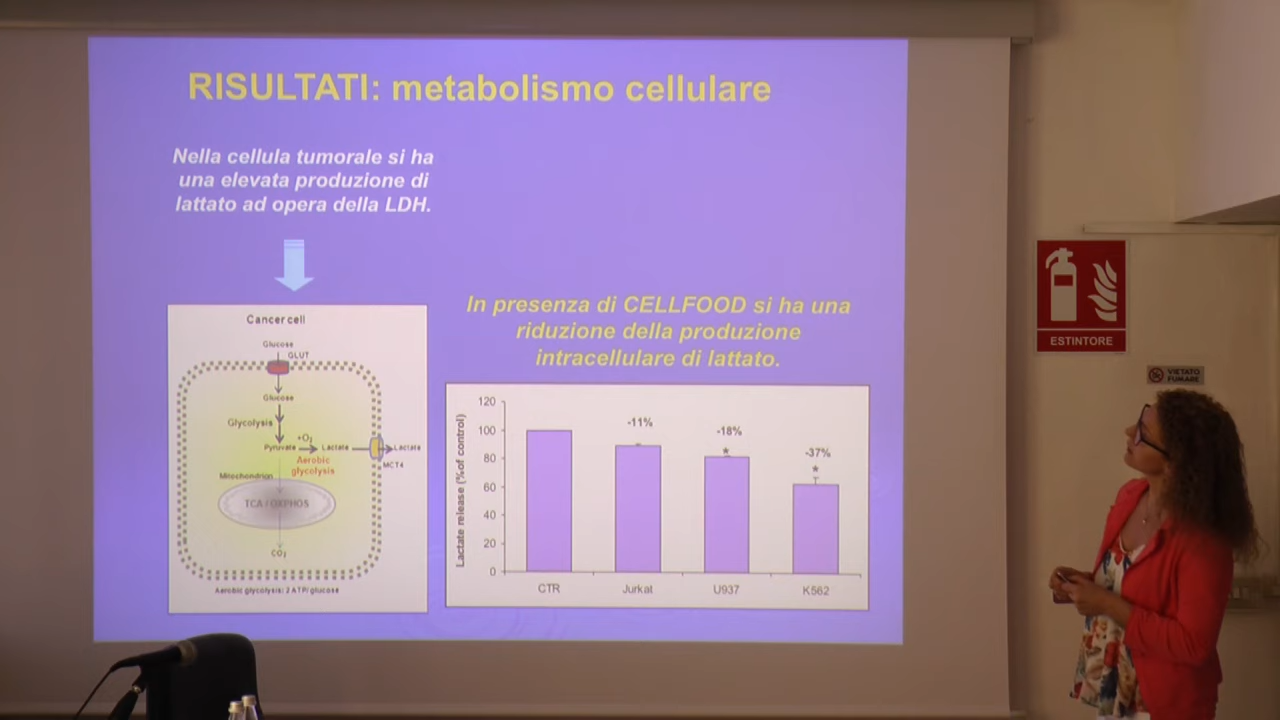 RISULTATI: metabolismo cellulare
Nella cellula tumorale si ha
una elevata produzione di
lattato ad opera della LDH.
Cancer cell
Glucose
GLUT
Glucose
Glycolysis
+O2
Pyruvate
Lactate
Lactate
Aerobic
glycolysis
MCT4
Mitochondrion
TCA / OXPHOS
CO2
Aerobic glycolysis: 2 ATP/glucose
In presenza di CELLFOOD si ha una
riduzione della produzione
intracellulare di lattato.
Lactate release (% of control)
120
100
80
60
40
20
0
-11%
-18%
*
-37%
*
CTR
Jurkat
U937
K562
ESTINTORE
VIETATO
FUMARE